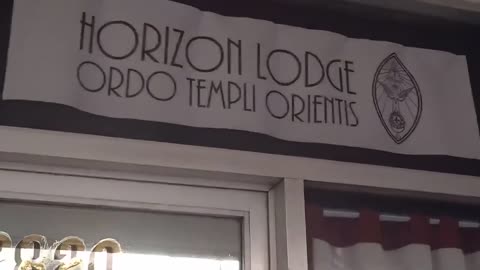 HORIZON LODGE
ORDO TEMPLI ORIENTIS